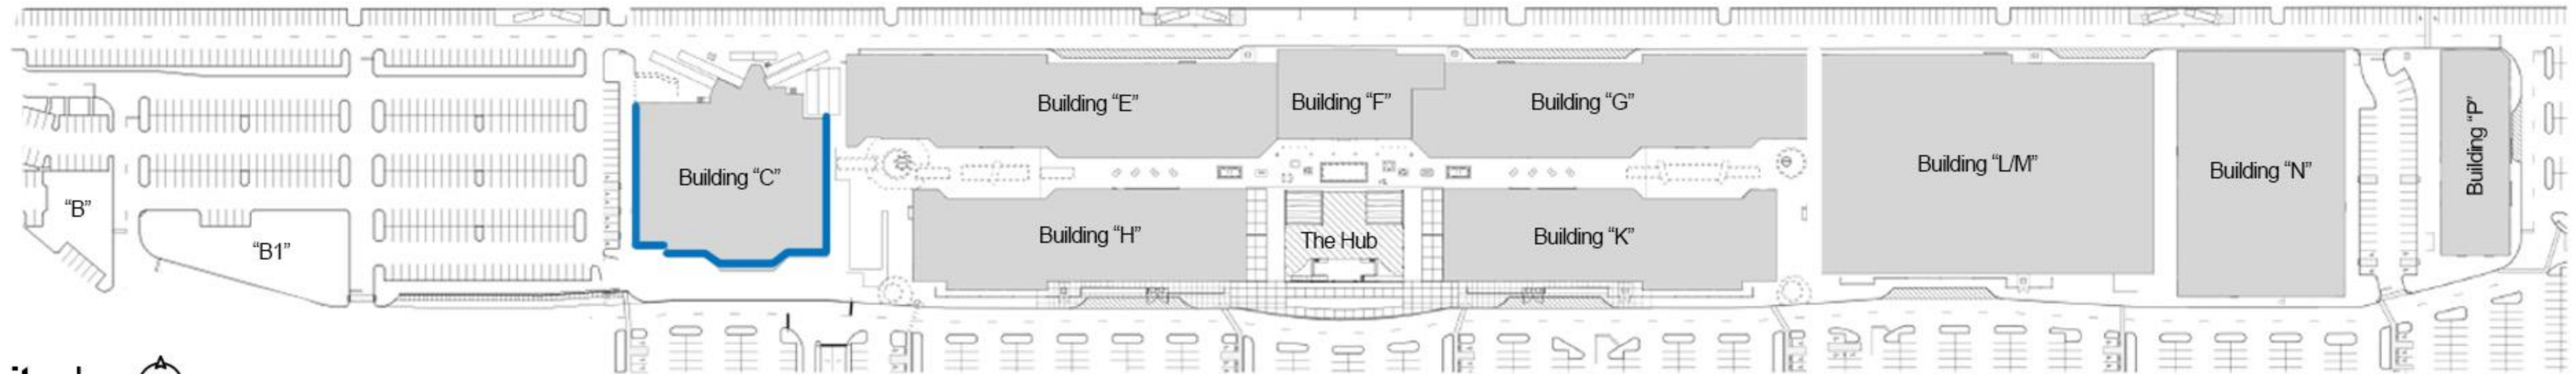 "B"
"B1"
Building "C"
Building "E"
Building "F"
Building "G"
Building "H"
The Hub
Building "K"
Building "L/M"
Building "N"
Building "P"